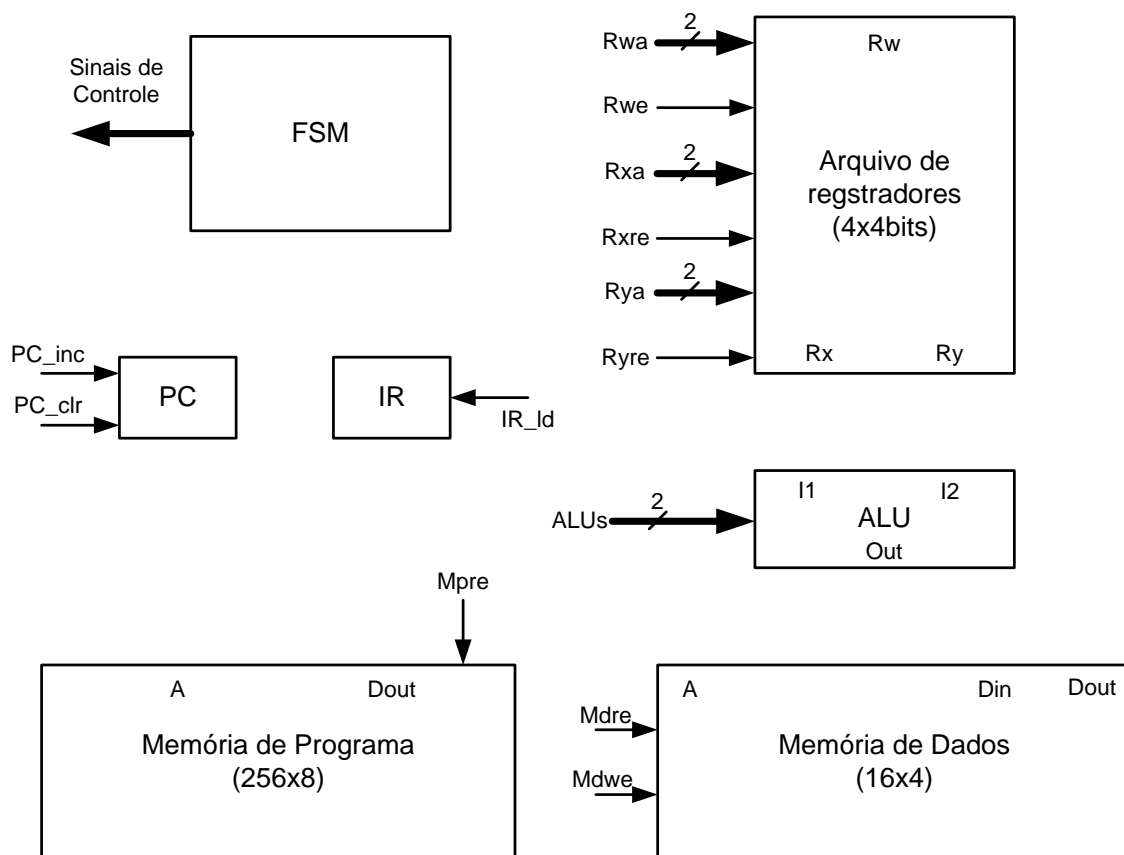 Sinais de
Controle
FSM
Rwa
2
Rw
Rwe
Rxa
2
Arquivo de
regstradores
(4x4bits)
Rxre
Rya
2
Ryre
Rx
Ry
PC_inc
PC_clr
PC
IR
IR_ld
ALUs
2
I1
I2
ALU
Out
Mpre
A
Dout
Memória de Programa
(256x8)
Mdre
Mdwe
A
Din
Dout
Memória de Dados
(16x4)